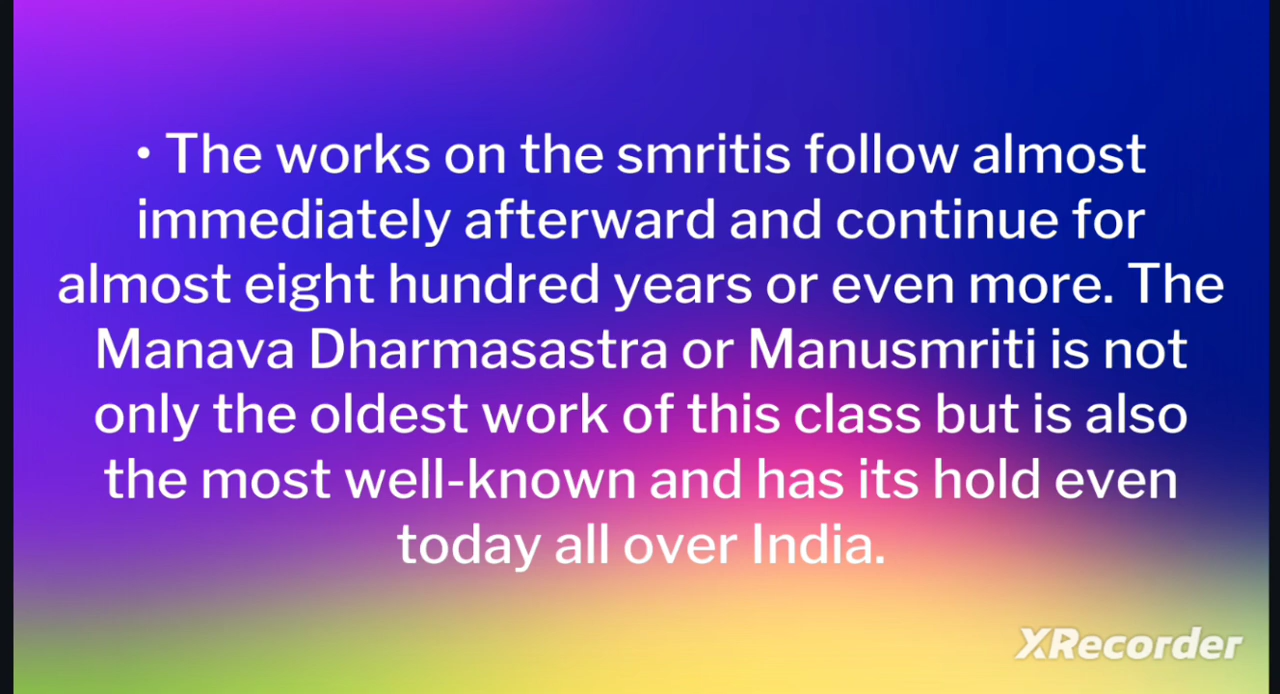 • The works on the smritis follow almost
immediately afterward and continue for
almost eight hundred years or even more. The
Manava Dharmasastra or Manusmriti is not
only the oldest work of this class but is also
the most well-known and has its hold even
today all over India.
XRecorder